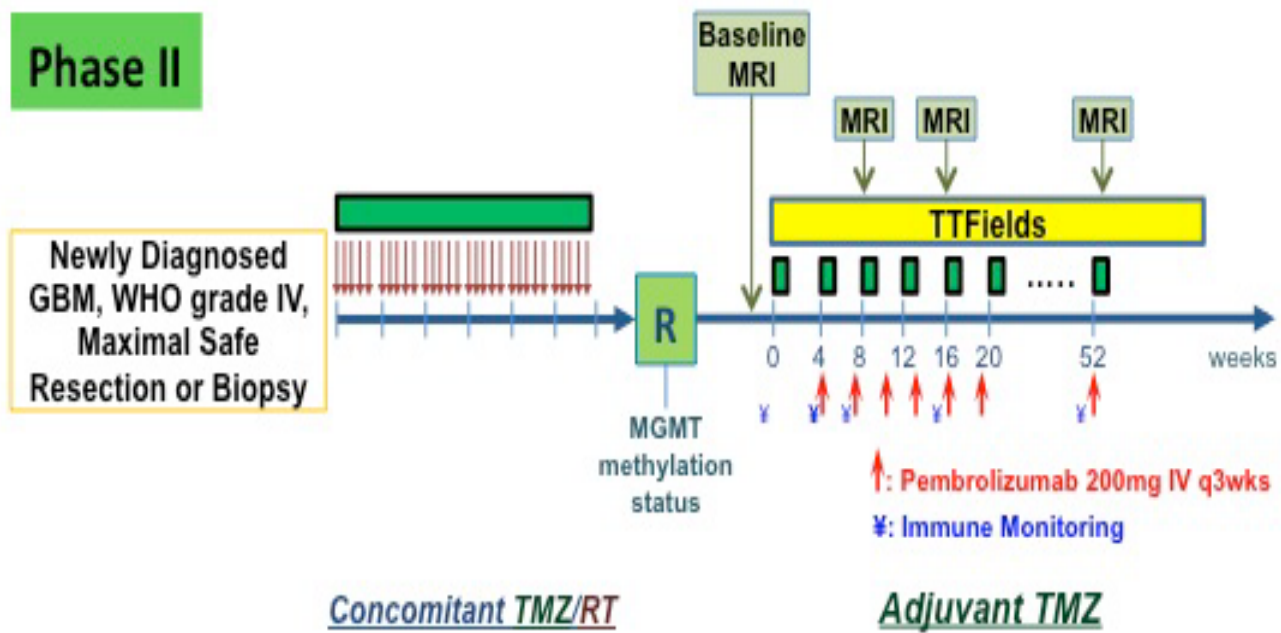 Phase II
Baseline
MRI
MRI
MRI
MRI
TTFields
Newly Diagnosed
GBM, WHO grade IV,
Maximal Safe
Resection or Biopsy
R
.....
0 4 8 12 16 20 52 weeks
¥ ¥ ¥ ¥ ¥
MGMT
methylation
status
: Pembrolizumab 200mg IV q3wks
¥: Immune Monitoring
Concomitant TMZ/RT
Adjuvant TMZ